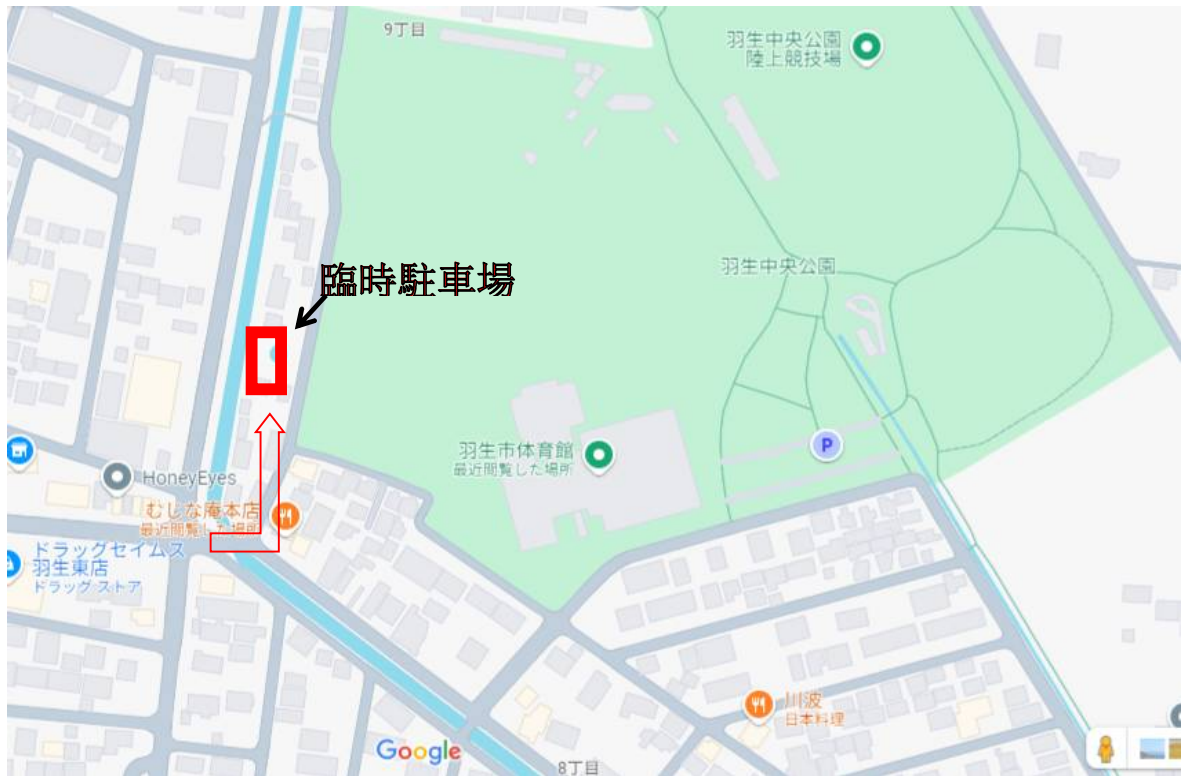 9丁目
羽生中央公園
陸上競技場
羽生中央公園
臨時駐車場
羽生市体育館
最近閲覧した場所
P
HoneyEyes
むしな庵本店
最近閲覧した場所
ドラッグセイムス
羽生東店
ドラッグ ストア
川波
日本料理
Google
8丁目